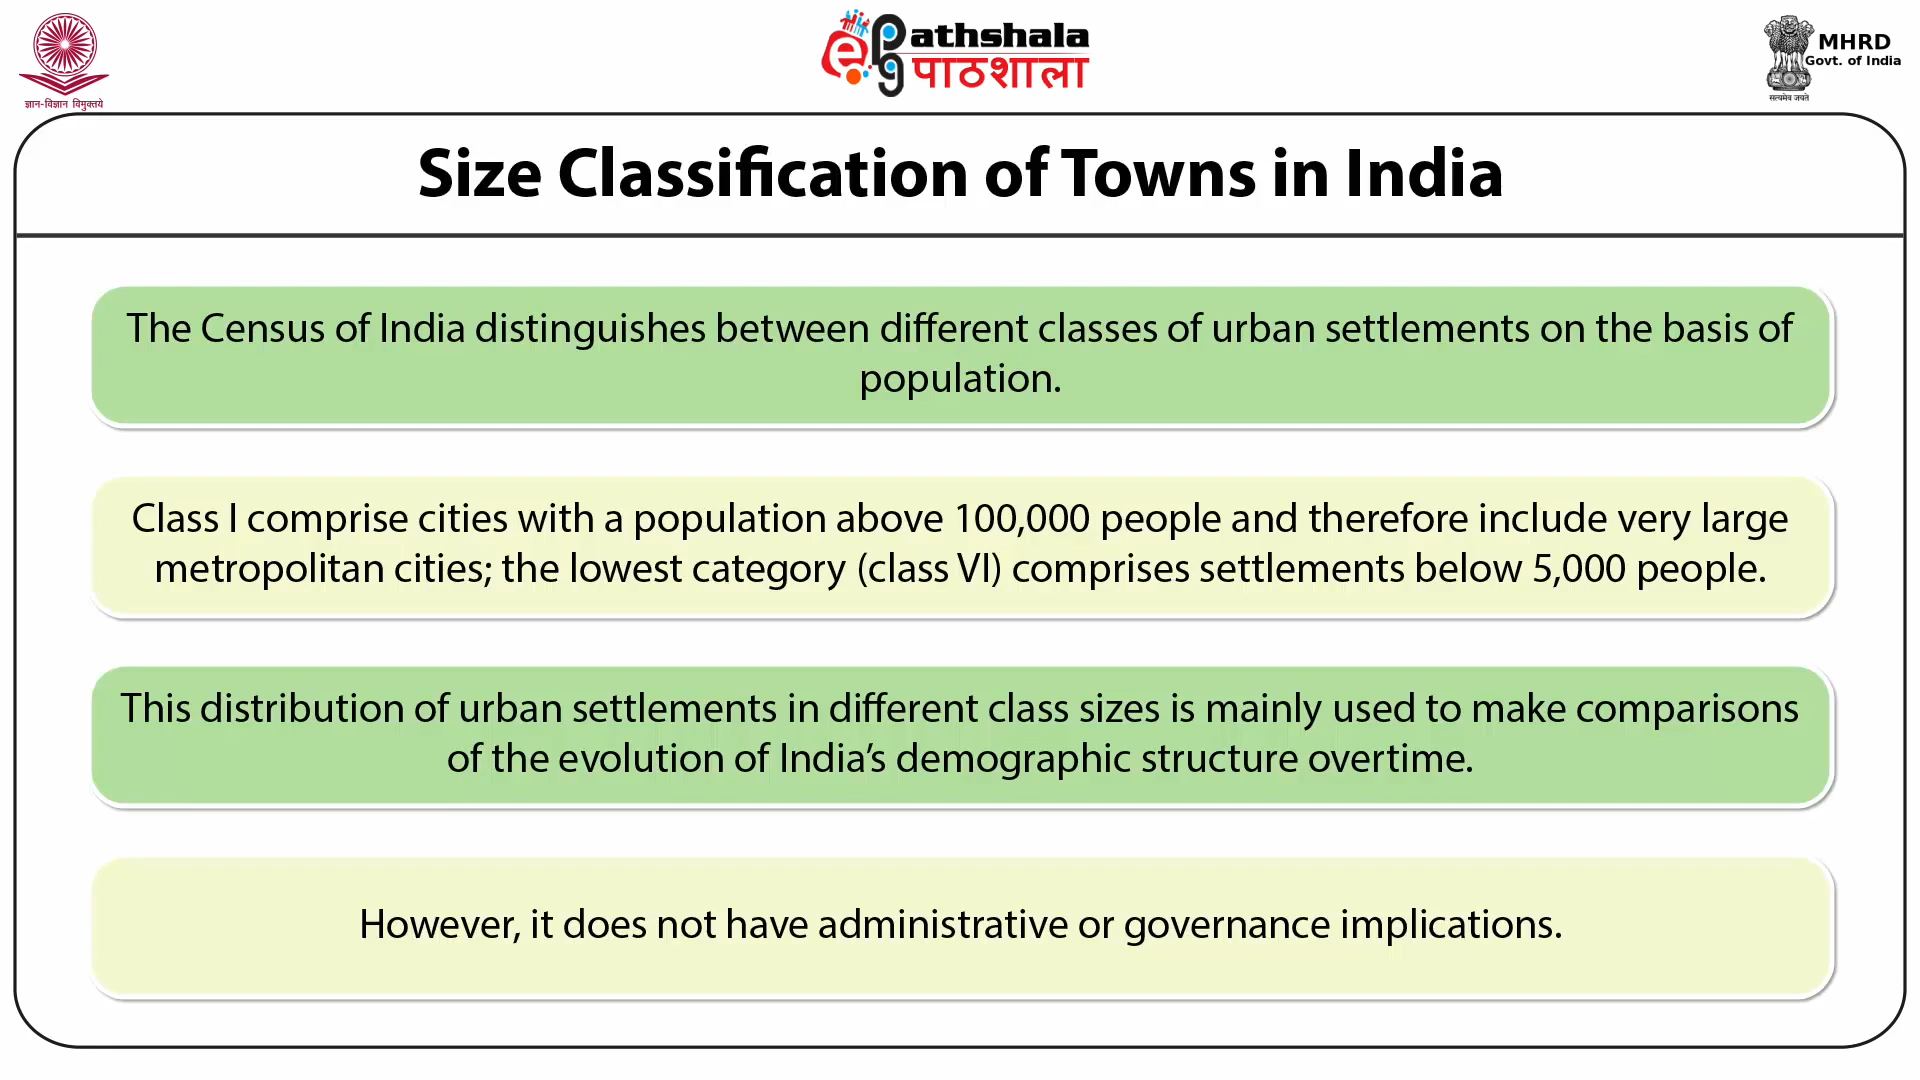 ज्ञान-विज्ञान विमुक्तये
ePathshala
पाठशाला
MHRD
Govt. of India
सत्यमेव जयते
Size Classification of Towns in India
The Census of India distinguishes between different classes of urban settlements on the basis of
population.
Class I comprise cities with a population above 100,000 people and therefore include very large
metropolitan cities; the lowest category (class VI) comprises settlements below 5,000 people.
This distribution of urban settlements in different class sizes is mainly used to make comparisons
of the evolution of India’s demographic structure overtime.
However, it does not have administrative or governance implications.